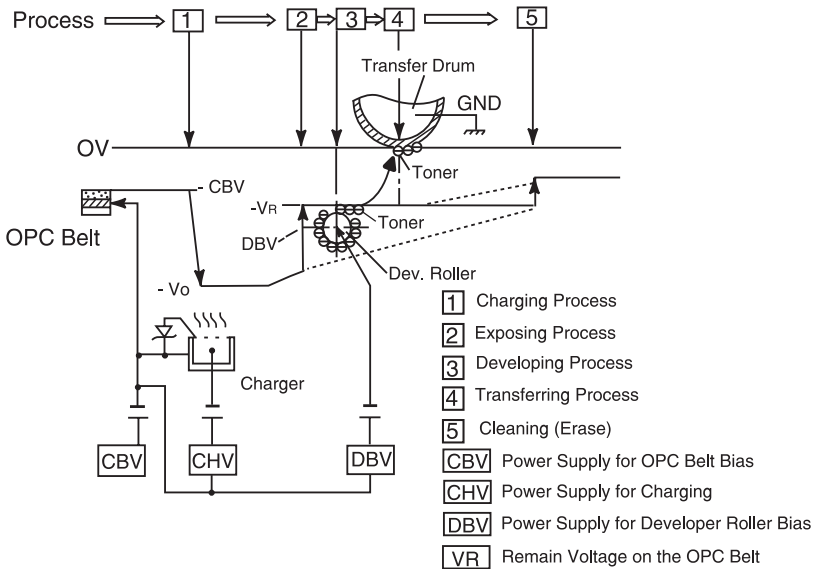 Process 1 2 3 4 5
Transfer Drum
GND
OV
Toner
- CBV
-VR
Toner
OPC Belt
DBV
Dev. Roller
- Vo
Charger
CBV CHV DBV
1 Charging Process
2 Exposing Process
3 Developing Process
4 Transferring Process
5 Cleaning (Erase)
CBV Power Supply for OPC Belt Bias
CHV Power Supply for Charging
DBV Power Supply for Developer Roller Bias
VR Remain Voltage on the OPC Belt